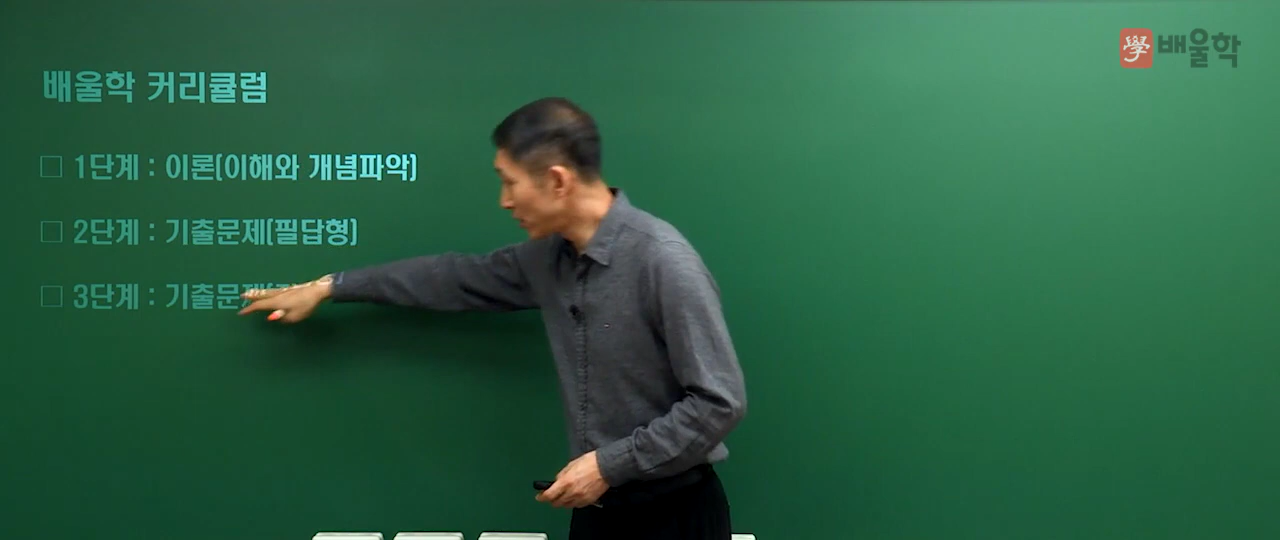 學 배울학
배울학 커리큘럼
□ 1단계 : 이론(이해와 개념파악)
□ 2단계 : 기출문제(필답형)
□ 3단계 : 기출문제(